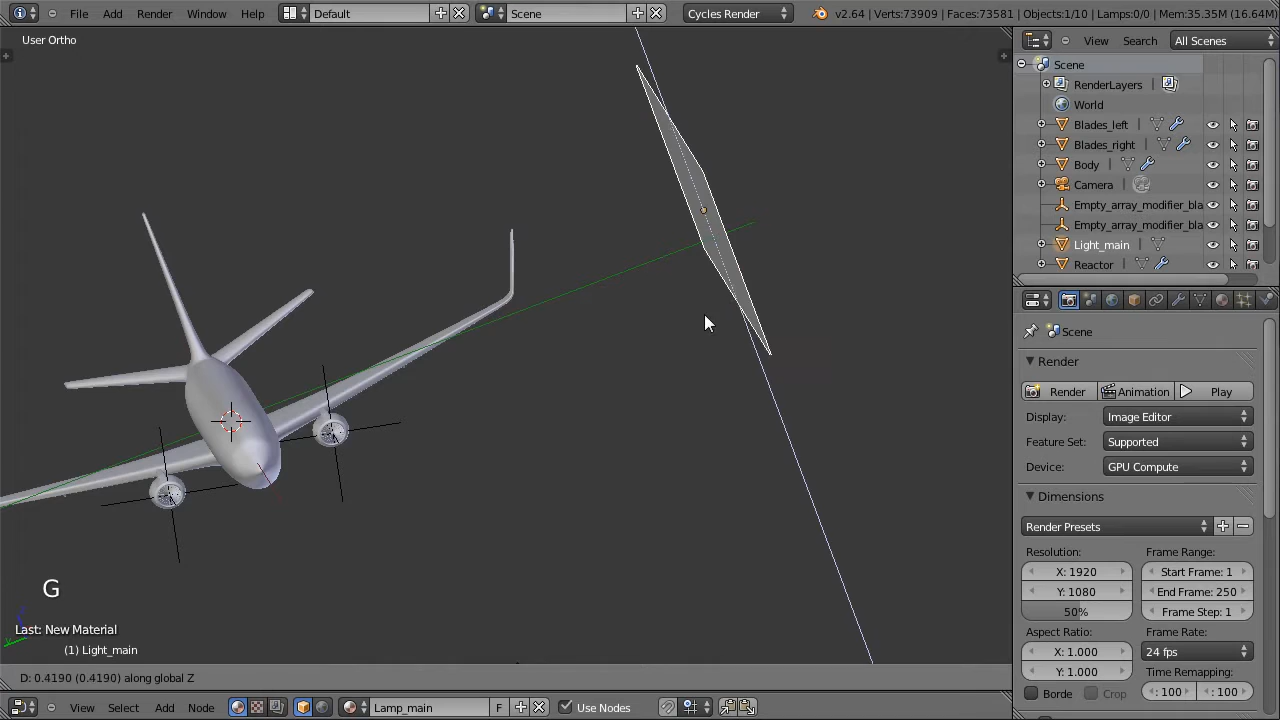 File Add Render Window Help Default Scene Cycles Render v2.64 | Verts:73909 | Faces:73581 | Objects:1/10 | Lamps:0/0 | Mem:35.35M (16.64M)
User Ortho
View Search All Scenes
Scene
RenderLayers
World
Blades_left
Blades_right
Body
Camera
Empty_array_modifier_bla
Empty_array_modifier_bla
Light_main
Reactor
Scene
Render
Render Animation Play
Display: Image Editor
Feature Set: Supported
Device: GPU Compute
Dimensions
Render Presets
Resolution: Frame Range:
X: 1920 Start Frame: 1
Y: 1080 End Frame: 250
50% Frame Step: 1
Aspect Ratio: Frame Rate:
X: 1.000 24 fps
Y: 1.000 Time Remapping:
Borde Crop : 100 : 100
G
Last: New Material
(1) Light_main
D: 0.4190 (0.4190) along global Z
View Select Add Node Lamp_main F Use Nodes